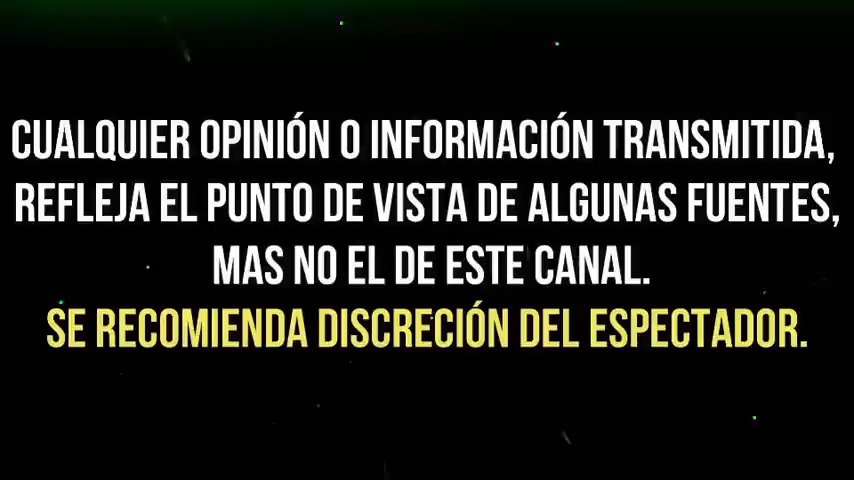 CUALQUIER OPINIÓN O INFORMACIÓN TRANSMITIDA,
REFLEJA EL PUNTO DE VISTA DE ALGUNAS FUENTES,
MAS NO EL DE ESTE CANAL.
SE RECOMIENDA DISCRECIÓN DEL ESPECTADOR.